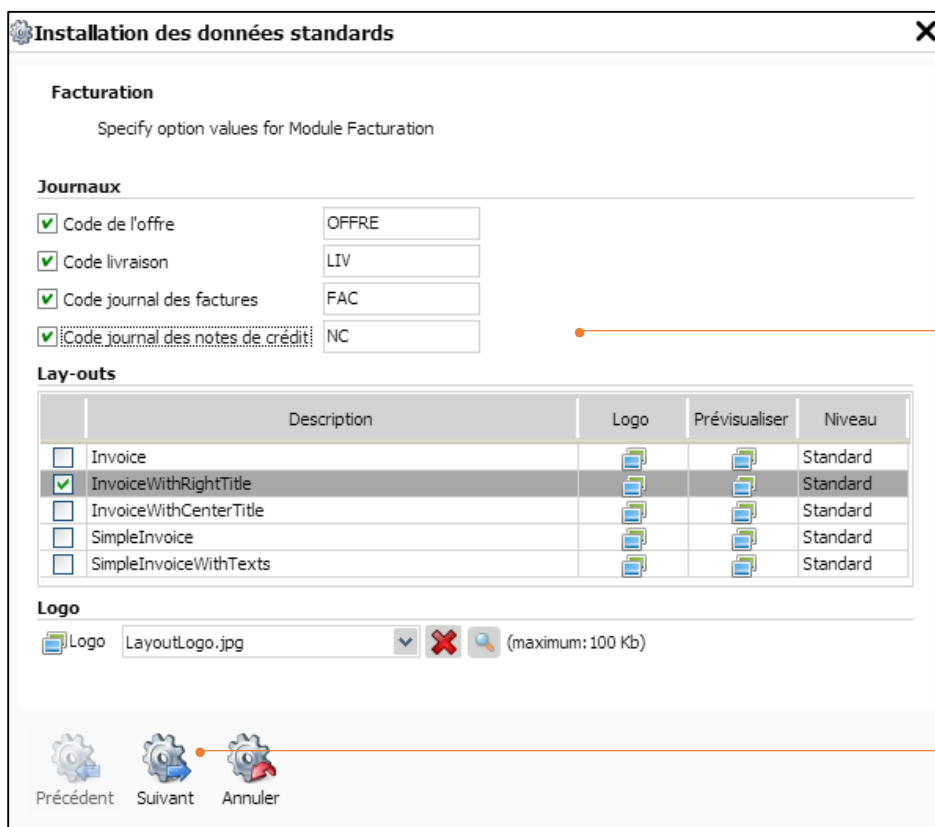 Installation des données standards
Facturation
Specify option values for Module Facturation
Journaux
Code de l'offre OFFRE
Code livraison LIV
Code journal des factures FAC
Code journal des notes de crédit NC
Lay-outs
Description Logo Prévisualiser Niveau
Invoice Standard
InvoiceWithRightTitle Standard
InvoiceWithCenterTitle Standard
SimpleInvoice Standard
SimpleInvoiceWithTexts Standard
Logo
Logo LayoutLogo.jpg (maximum: 100 Kb)
Précédent Suivant Annuler